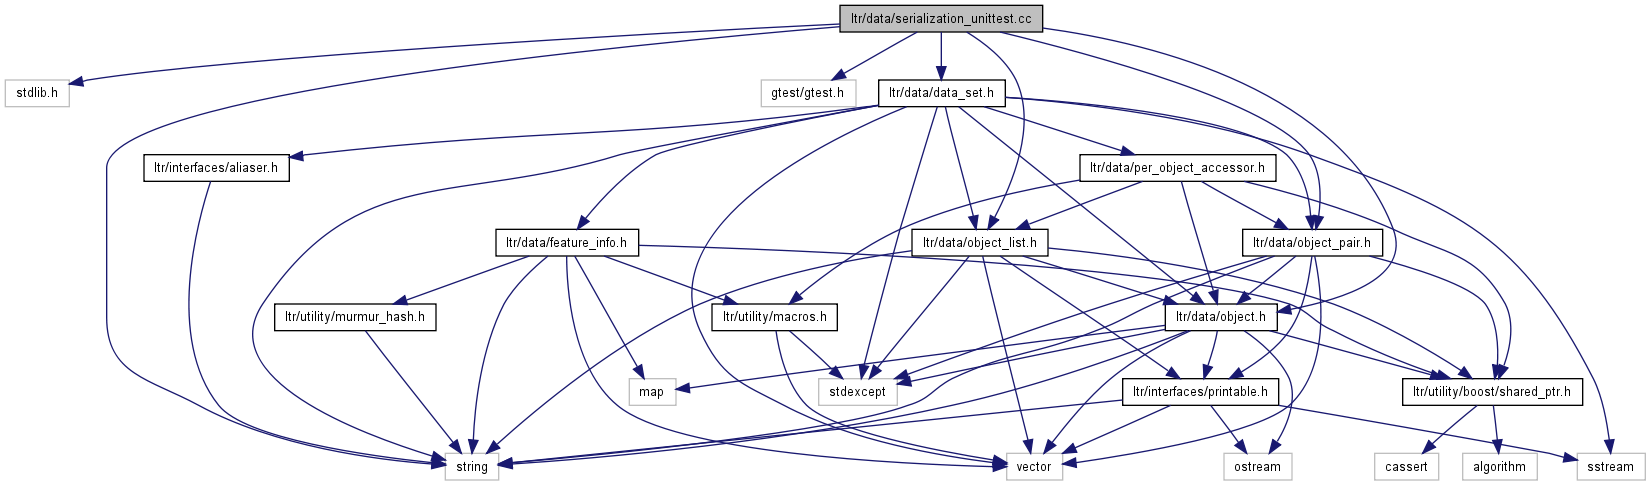 ltr/data/serialization_unittest.cc
stdlib.h
gtest/gtest.h
ltr/data/data_set.h
ltr/interfaces/aliaser.h
ltr/data/per_object_accessor.h
ltr/data/feature_info.h
ltr/data/object_list.h
ltr/data/object_pair.h
ltr/utility/murmur_hash.h
ltr/utility/macros.h
ltr/data/object.h
map
stdexcept
ltr/interfaces/printable.h
ltr/utility/boost/shared_ptr.h
string
vector
ostream
cassert
algorithm
sstream